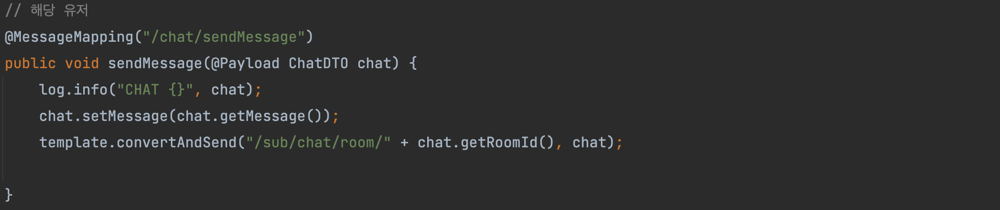 // 해당 유저
@MessageMapping("/chat/sendMessage")
public void sendMessage(@Payload ChatDTO chat) {
    log.info("CHAT {}", chat);
    chat.setMessage(chat.getMessage());
    template.convertAndSend("/sub/chat/room/" + chat.getRoomId(), chat);
}